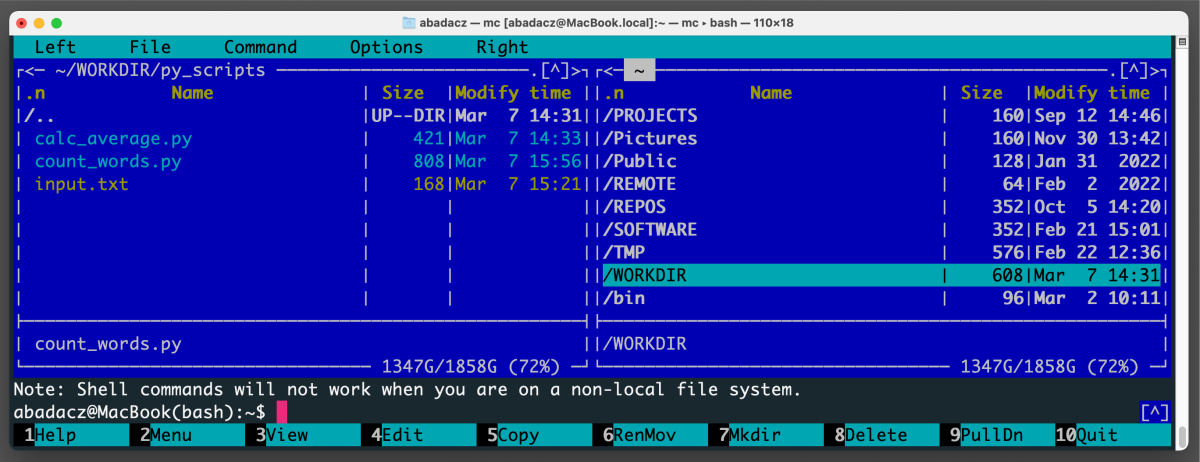 abadacz — mc [abadacz@MacBook.local]:~ — mc ▸ bash — 110×18
Left File Command Options Right
<─ ~/WORKDIR/py_scripts .[^]> <─ ~ .[^]>
.n Name Size Modify time .n Name Size Modify time
/.. UP--DIR Mar 7 14:31 /PROJECTS 160 Sep 12 14:46
calc_average.py 421 Mar 7 14:33 /Pictures 160 Nov 30 13:42
count_words.py 808 Mar 7 15:56 /Public 128 Jan 31 2022
input.txt 168 Mar 7 15:21 /REMOTE 64 Feb 2 2022
/REPOS 352 Oct 5 14:20
/SOFTWARE 352 Feb 21 15:01
/TMP 576 Feb 22 12:36
/WORKDIR 608 Mar 7 14:31
/bin 96 Mar 2 10:11
count_words.py /WORKDIR
1347G/1858G (72%) 1347G/1858G (72%)
Note: Shell commands will not work when you are on a non-local file system.
abadacz@MacBook(bash):~$ [^]
1Help 2Menu 3View 4Edit 5Copy 6RenMov 7Mkdir 8Delete 9PullDn 10Quit